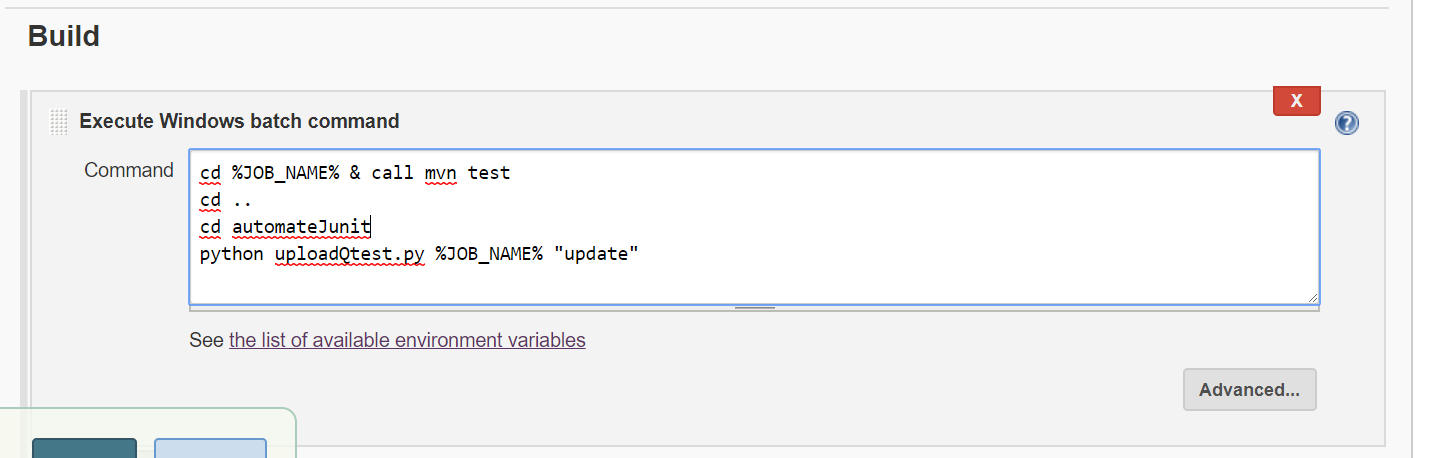 Build
X
Execute Windows batch command
?
Command
cd %JOB_NAME% & call mvn test
cd ..
cd automateJunit
python uploadQtest.py %JOB_NAME% "update"
See the list of available environment variables
Advanced...